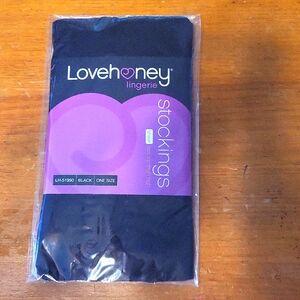 Lovehoney®
lingerie
stockings
LH-51990 BLACK ONE SIZE